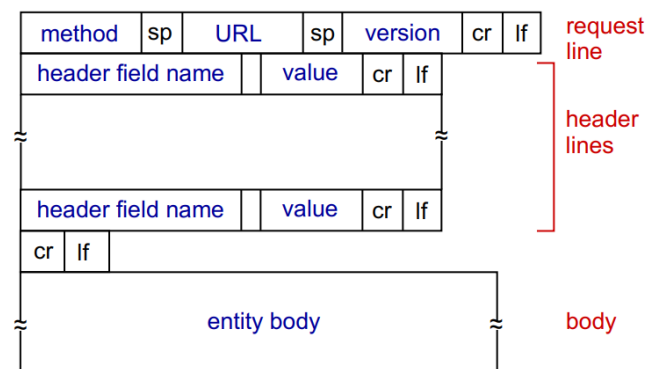 method sp URL sp version cr lf
request line
header field name value cr lf
header lines
≈ ≈
header field name value cr lf
cr lf
≈ entity body ≈
body